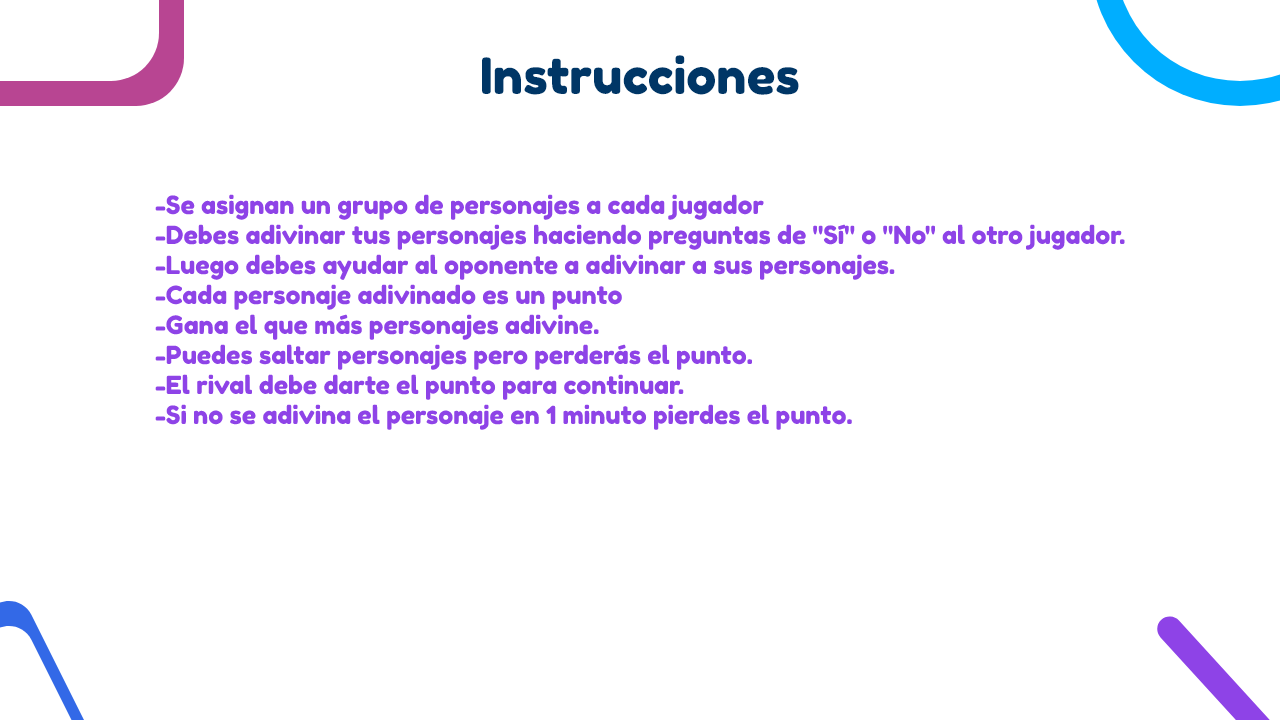 Instrucciones
-Se asignan un grupo de personajes a cada jugador
-Debes adivinar tus personajes haciendo preguntas de "Sí" o "No" al otro jugador.
-Luego debes ayudar al oponente a adivinar a sus personajes.
-Cada personaje adivinado es un punto
-Gana el que más personajes adivine.
-Puedes saltar personajes pero perderás el punto.
-El rival debe darte el punto para continuar.
-Si no se adivina el personaje en 1 minuto pierdes el punto.